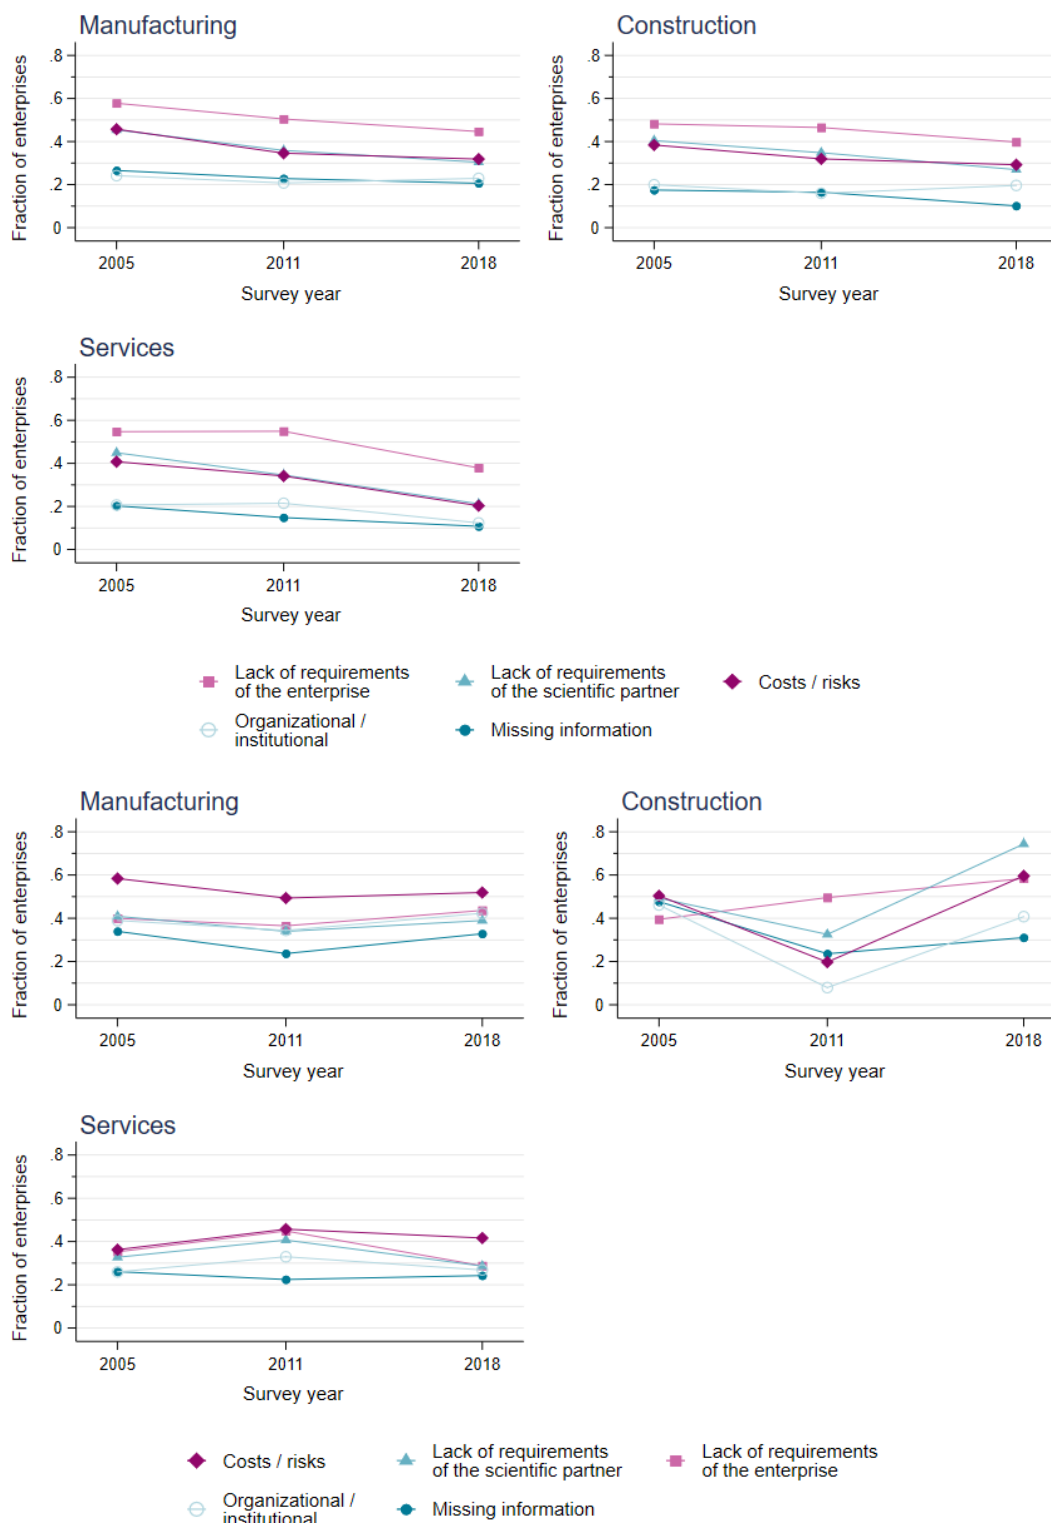 Manufacturing
Fraction of enterprises
.8
.6
.4
.2
0
2005 2011 2018
Survey year
Construction
Fraction of enterprises
.8
.6
.4
.2
0
2005 2011 2018
Survey year
Services
Fraction of enterprises
.8
.6
.4
.2
0
2005 2011 2018
Survey year
Lack of requirements
of the enterprise
Lack of requirements
of the scientific partner
Costs / risks
Organizational /
institutional
Missing information
Manufacturing
Fraction of enterprises
.8
.6
.4
.2
0
2005 2011 2018
Survey year
Construction
Fraction of enterprises
.8
.6
.4
.2
0
2005 2011 2018
Survey year
Services
Fraction of enterprises
.8
.6
.4
.2
0
2005 2011 2018
Survey year
Costs / risks
Lack of requirements
of the scientific partner
Lack of requirements
of the enterprise
Organizational /
institutional
Missing information